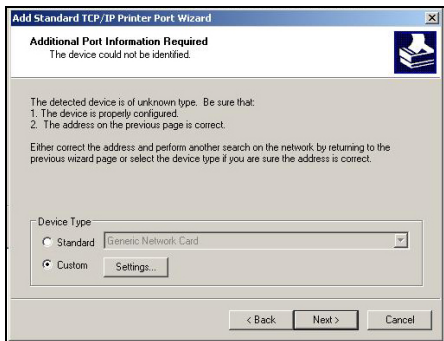 Add Standard TCP/IP Printer Port Wizard
Additional Port Information Required
The device could not be identified.
The detected device is of unknown type. Be sure that:
1. The device is properly configured.
2. The address on the previous page is correct.
Either correct the address and perform another search on the network by returning to the
previous wizard page or select the device type if you are sure the address is correct.
Device Type
Standard Generic Network Card
Custom Settings...
< Back Next > Cancel